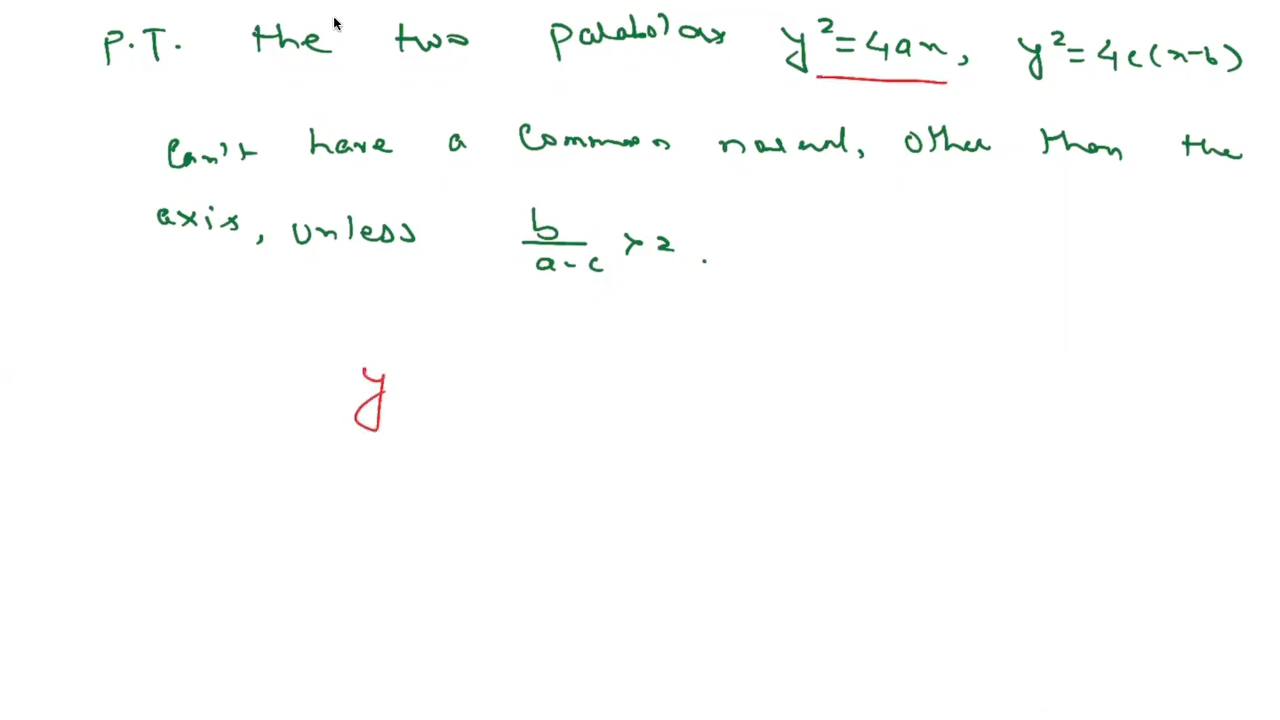 P.T. the two parabolas y²=4ax, y²=4c(x-b)
can't have a common normal, other than the
axis, unless b/(a-c) > 2 .
y